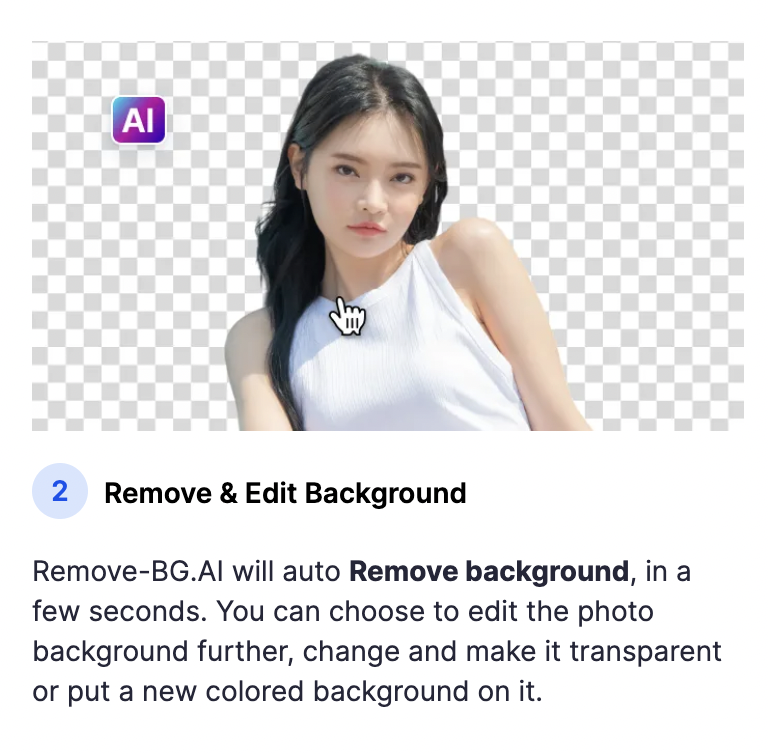 AI
2
Remove & Edit Background
Remove-BG.AI will auto Remove background, in a
few seconds. You can choose to edit the photo
background further, change and make it transparent
or put a new colored background on it.